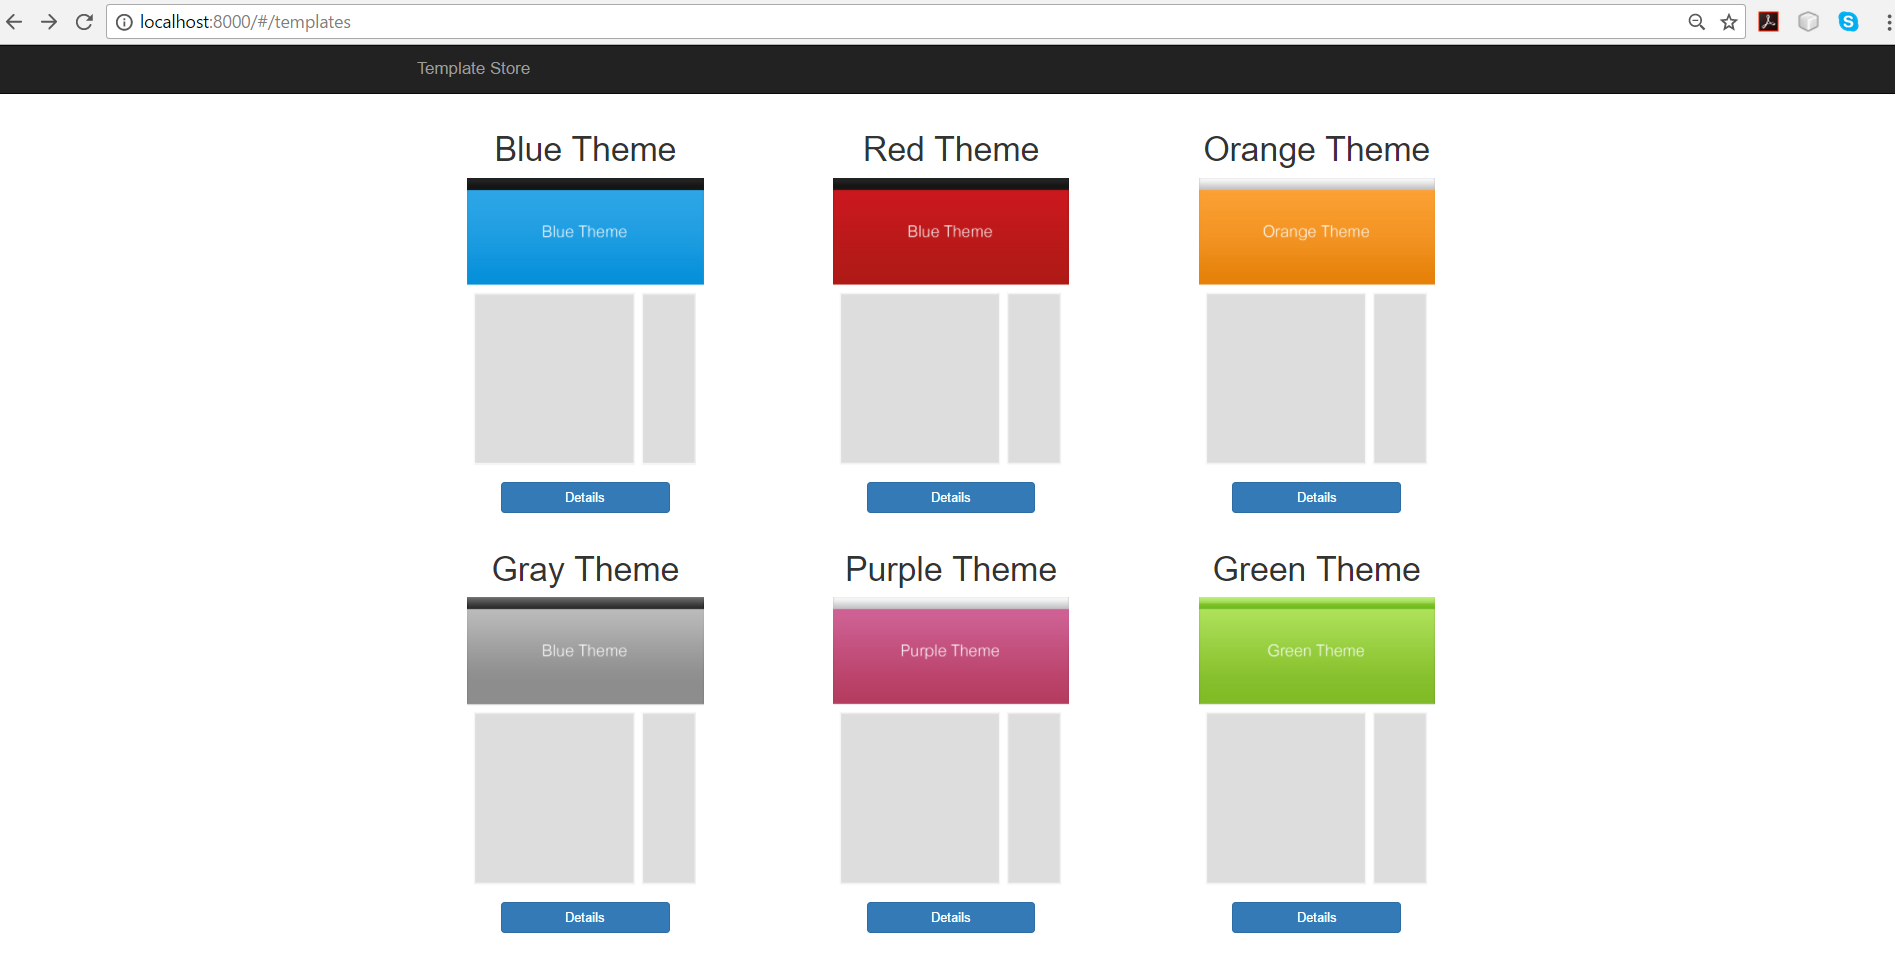 localhost:8000/#/templates
Template Store
Blue Theme Red Theme Orange Theme
Blue Theme Blue Theme Orange Theme
Details Details Details
Gray Theme Purple Theme Green Theme
Blue Theme Purple Theme Green Theme
Details Details Details